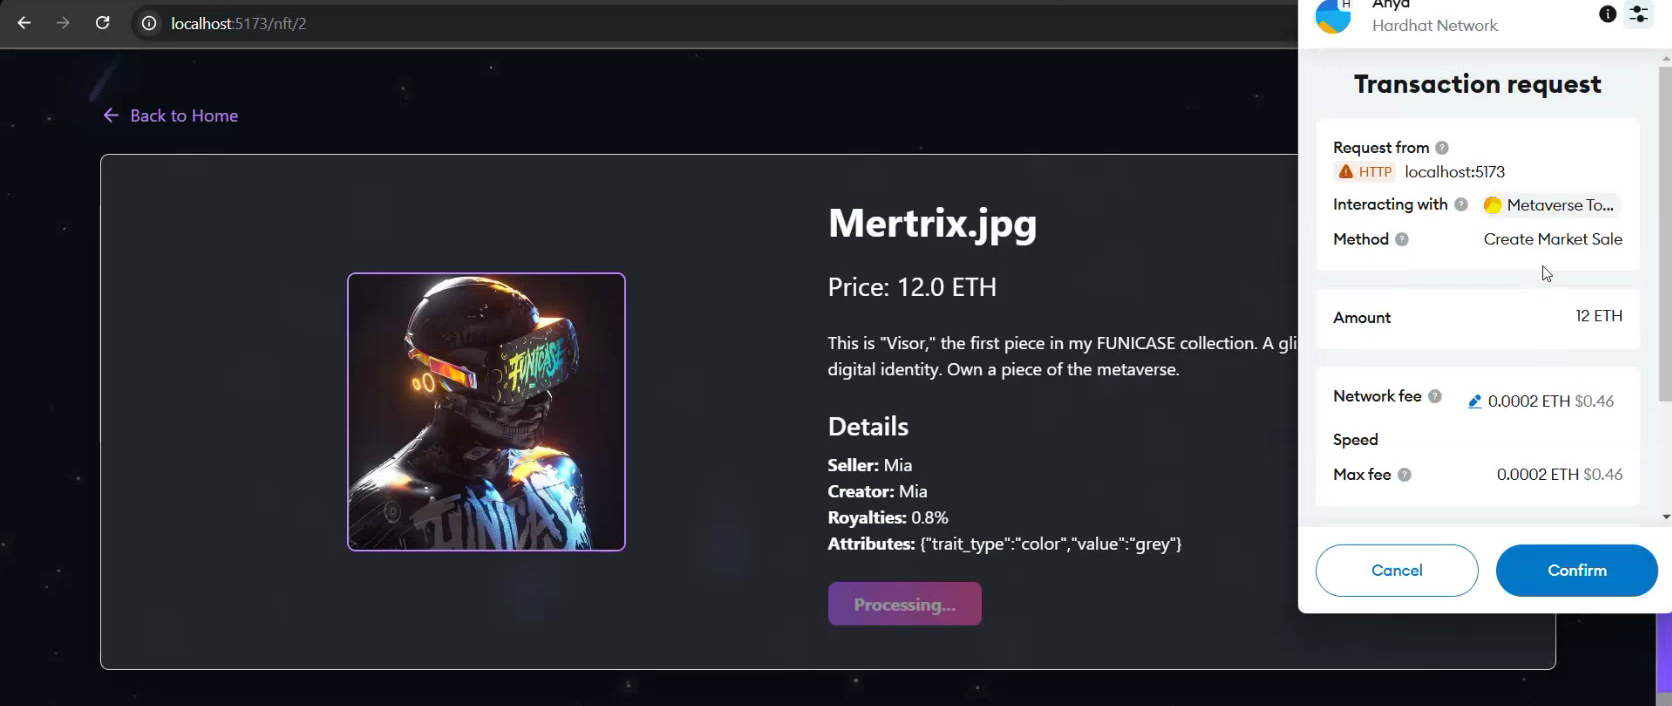 localhost:5173/nft/2
Back to Home
FUNICASE
FUNICASE
Mertrix.jpg
Price: 12.0 ETH
This is "Visor," the first piece in my FUNICASE collection. A gli
digital identity. Own a piece of the metaverse.
Details
Seller: Mia
Creator: Mia
Royalties: 0.8%
Attributes: {"trait_type":"color","value":"grey"}
Processing...
H
Anya
Hardhat Network
Transaction request
Request from
HTTP localhost:5173
Interacting with Metaverse To...
Method Create Market Sale
Amount 12 ETH
Network fee 0.0002 ETH $0.46
Speed
Max fee 0.0002 ETH $0.46
Cancel Confirm